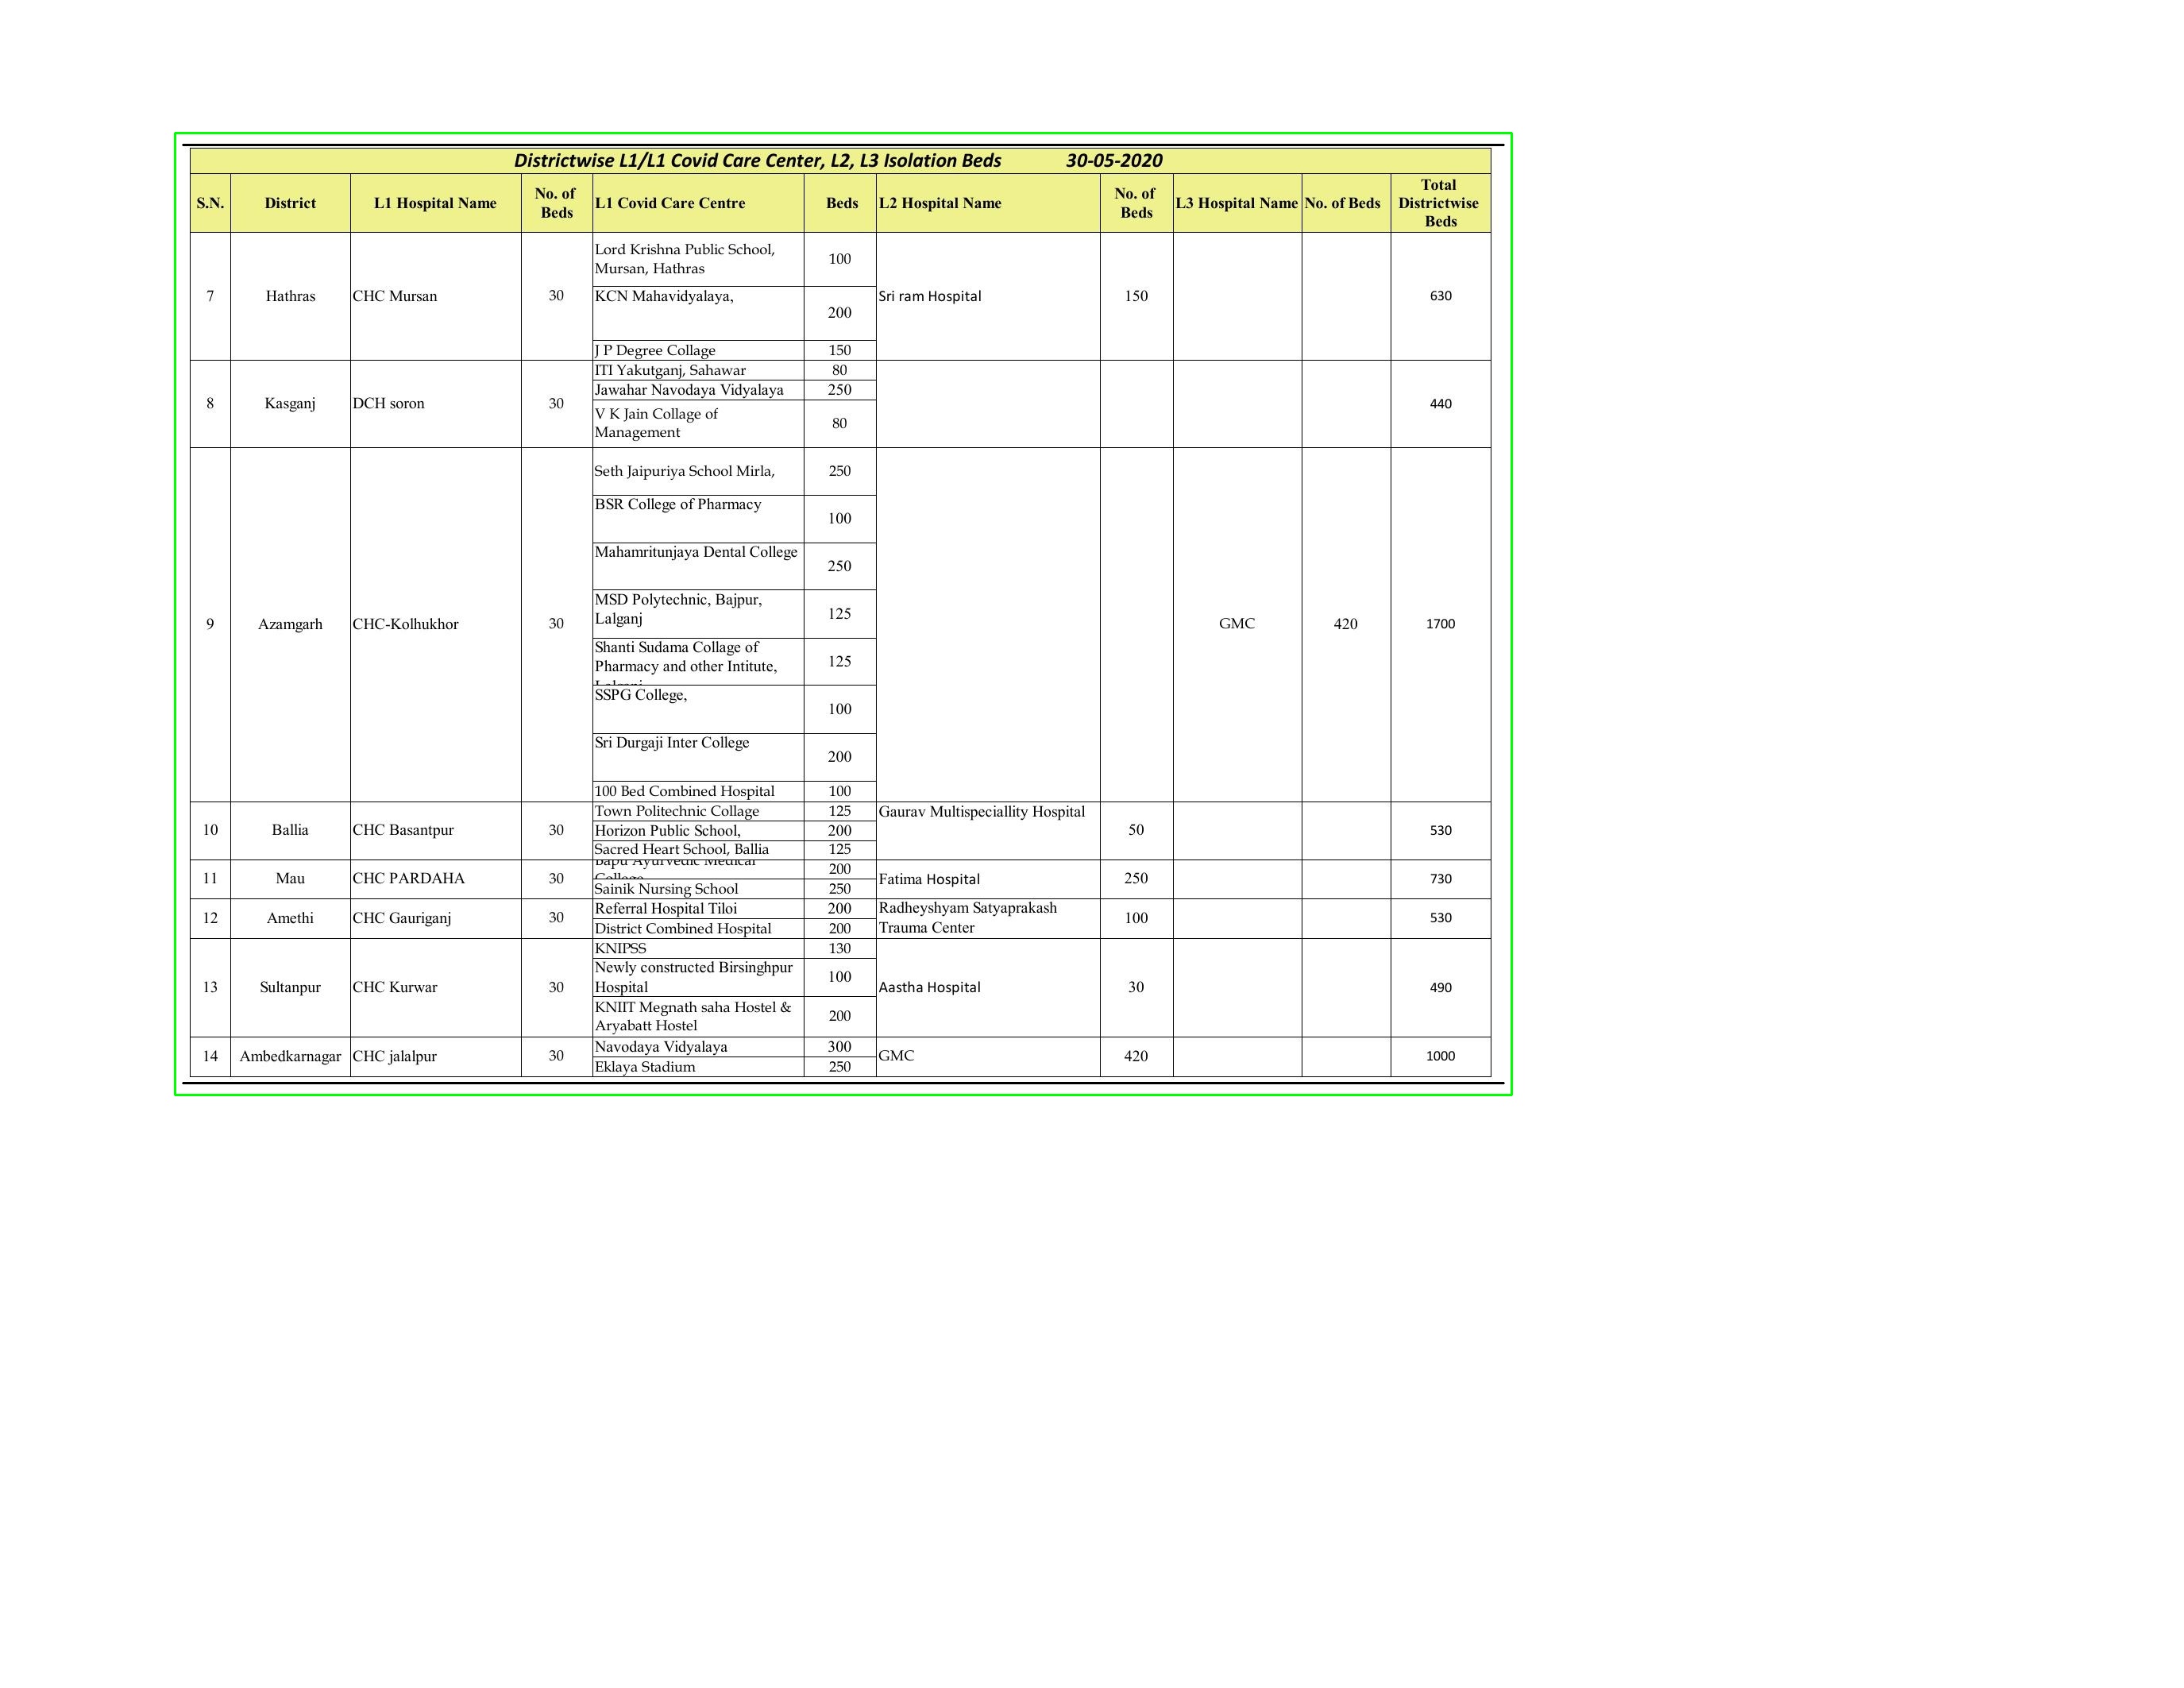 Districtwise L1/L1 Covid Care Center, L2, L3 Isolation Beds 30-05-2020
S.N. District L1 Hospital Name No. of Beds L1 Covid Care Centre Beds L2 Hospital Name No. of Beds L3 Hospital Name No. of Beds Total Districtwise Beds
7 Hathras CHC Mursan 30
Lord Krishna Public School,
Mursan, Hathras 100
KCN Mahavidyalaya, 200
J P Degree Collage 150
Sri ram Hospital 150 630
8 Kasganj DCH soron 30
ITI Yakutganj, Sahawar 80
Jawahar Navodaya Vidyalaya 250
V K Jain Collage of
Management 80
440
9 Azamgarh CHC-Kolhukhor 30
Seth Jaipuriya School Mirla, 250
BSR College of Pharmacy 100
Mahamritunjaya Dental College 250
MSD Polytechnic, Bajpur,
Lalganj 125
Shanti Sudama Collage of
Pharmacy and other Intitute, 125
SSPG College, 100
Sri Durgaji Inter College 200
100 Bed Combined Hospital 100
GMC 420 1700
10 Ballia CHC Basantpur 30
Town Politechnic Collage 125
Horizon Public School, 200
Sacred Heart School, Ballia 125
Gaurav Multispeciallity Hospital 50 530
11 Mau CHC PARDAHA 30
Bapu Ayurvedic Medical 200
Sainik Nursing School 250
Fatima Hospital 250 730
12 Amethi CHC Gauriganj 30
Referral Hospital Tiloi 200
District Combined Hospital 200
Radheyshyam Satyaprakash
Trauma Center 100 530
13 Sultanpur CHC Kurwar 30
KNIPSS 130
Newly constructed Birsinghpur
Hospital 100
KNIIT Megnath saha Hostel &
Aryabatt Hostel 200
Aastha Hospital 30 490
14 Ambedkarnagar CHC jalalpur 30
Navodaya Vidyalaya 300
Eklaya Stadium 250
GMC 420 1000